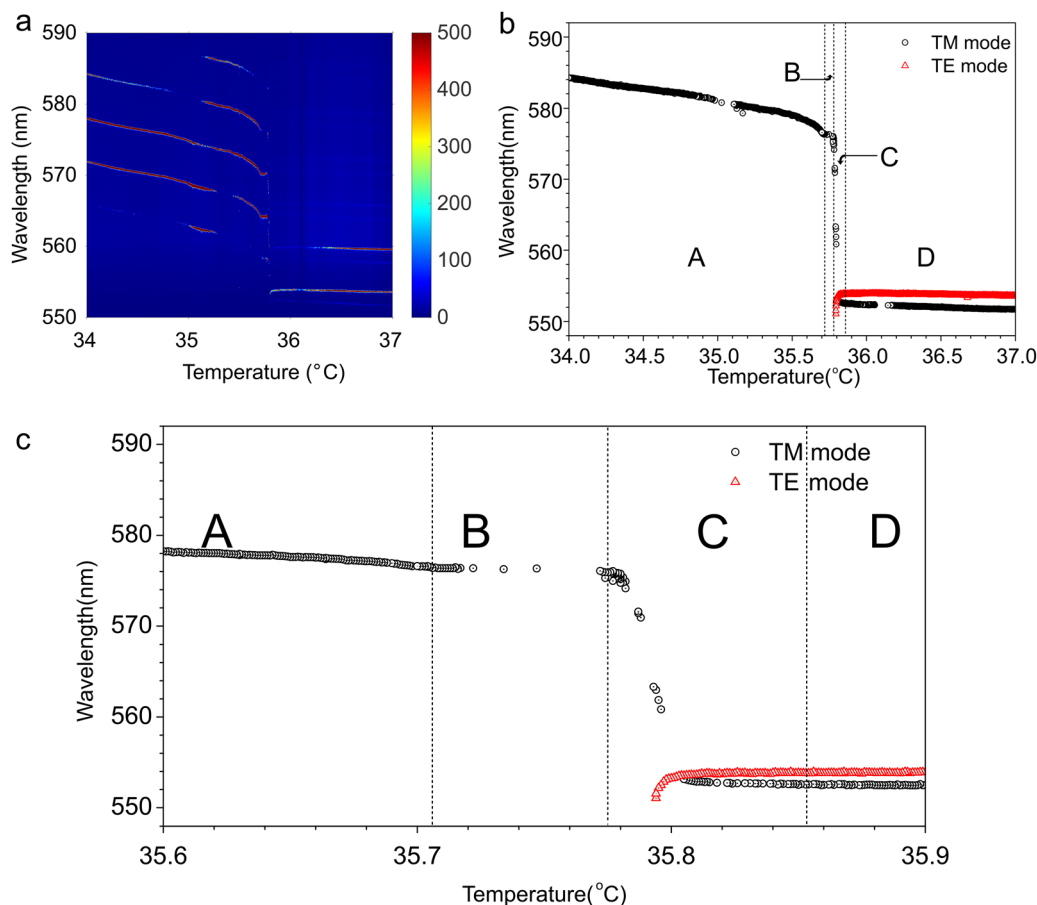 a
590
580
570
560
550
Wavelength (nm)
34
35
36
37
Temperature (°C)
500
400
300
200
100
0
b
590
580
570
560
550
Wavelength(nm)
TM mode
TE mode
B
C
A
D
34.0
34.5
35.0
35.5
36.0
36.5
37.0
Temperature(°C)
c
590
580
570
560
550
Wavelength(nm)
TM mode
TE mode
A
B
C
D
35.6
35.7
35.8
35.9
Temperature(°C)